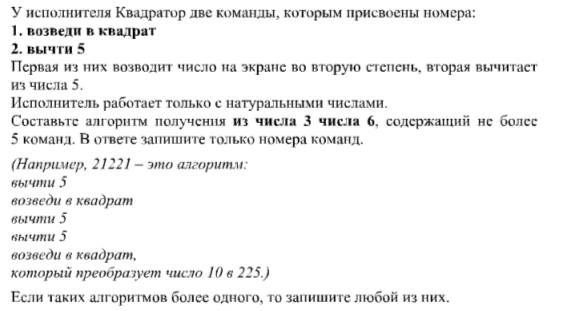 У исполнителя Квадратор две команды, которым присвоены номера:
1. возведи в квадрат
2. вычти 5
Первая из них возводит число на экране во вторую степень, вторая вычитает
из числа 5.
Исполнитель работает только с натуральными числами.
Составьте алгоритм получения из числа 3 числа 6, содержащий не более
5 команд. В ответе запишите только номера команд.
(Например, 21221 – это алгоритм:
вычти 5
возведи в квадрат
вычти 5
вычти 5
возведи в квадрат,
который преобразует число 10 в 225.)
Если таких алгоритмов более одного, то запишите любой из них.